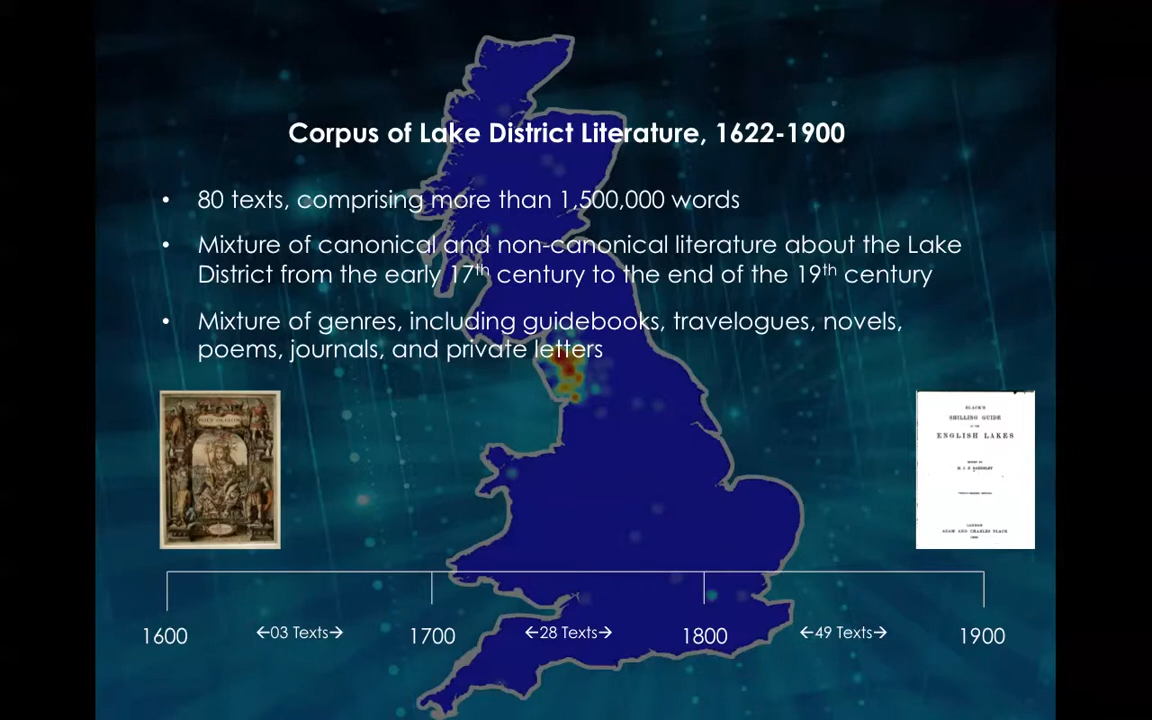 Corpus of Lake District Literature, 1622-1900
• 80 texts, comprising more than 1,500,000 words
• Mixture of canonical and non-canonical literature about the Lake
District from the early 17th century to the end of the 19th century
• Mixture of genres, including guidebooks, travelogues, novels,
poems, journals, and private letters
BLACK'S
SHILLING GUIDE
ENGLISH LAKES
LONDON
ADAM AND CHARLES BLACK
1600 ←03 Texts→ 1700 ←28 Texts→ 1800 ←49 Texts→ 1900